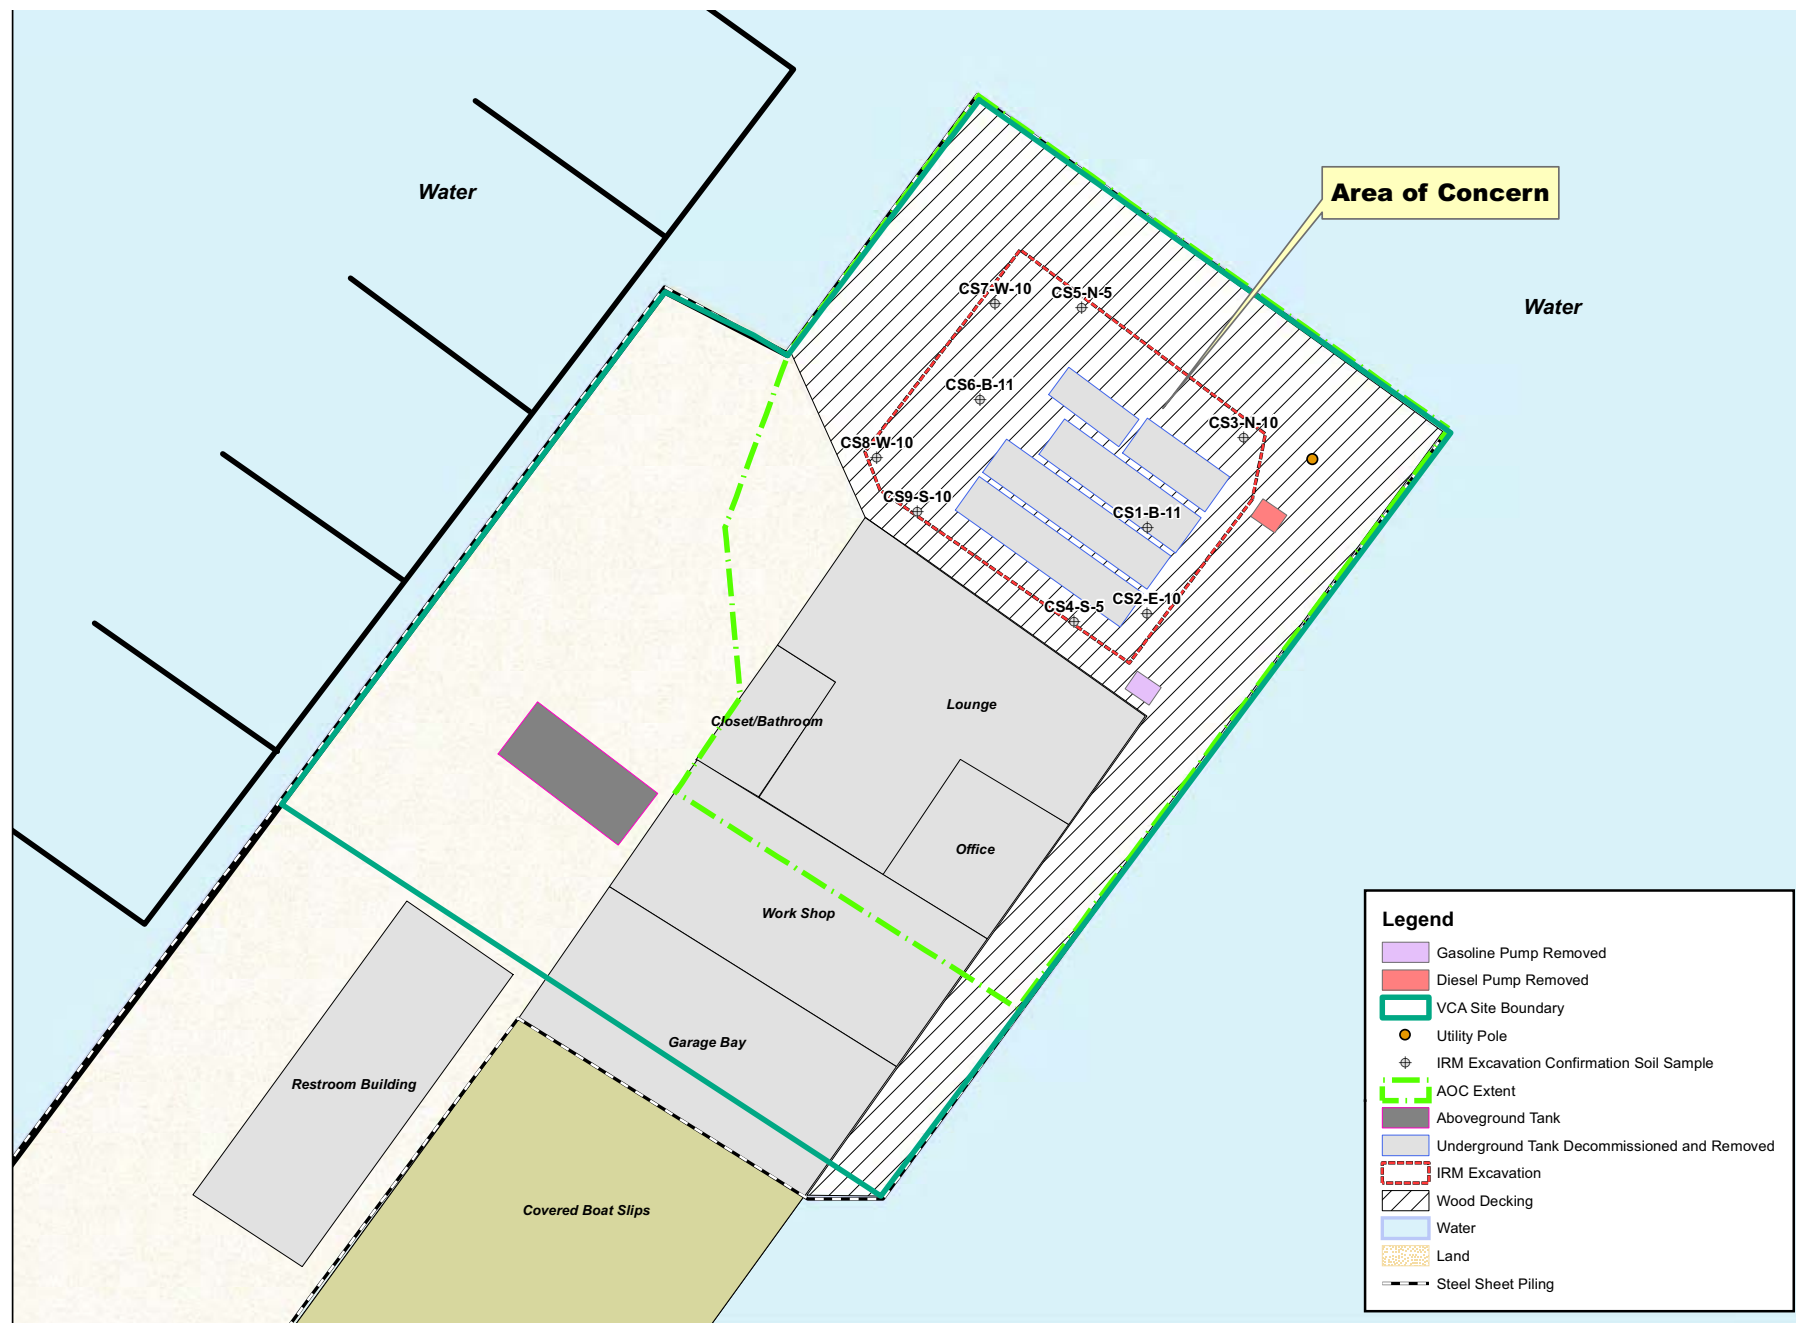 Water
Area of Concern
CS7-W-10
CS5-N-5
Water
CS6-B-11
CS3-N-10
CS8-W-10
CS9-S-10
CS1-B-11
CS2-E-10
CS4-S-5
Lounge
Closet/Bathroom
Office
Work Shop
Garage Bay
Restroom Building
Covered Boat Slips
Legend
Gasoline Pump Removed
Diesel Pump Removed
VCA Site Boundary
Utility Pole
IRM Excavation Confirmation Soil Sample
AOC Extent
Aboveground Tank
Underground Tank Decommissioned and Removed
IRM Excavation
Wood Decking
Water
Land
Steel Sheet Piling